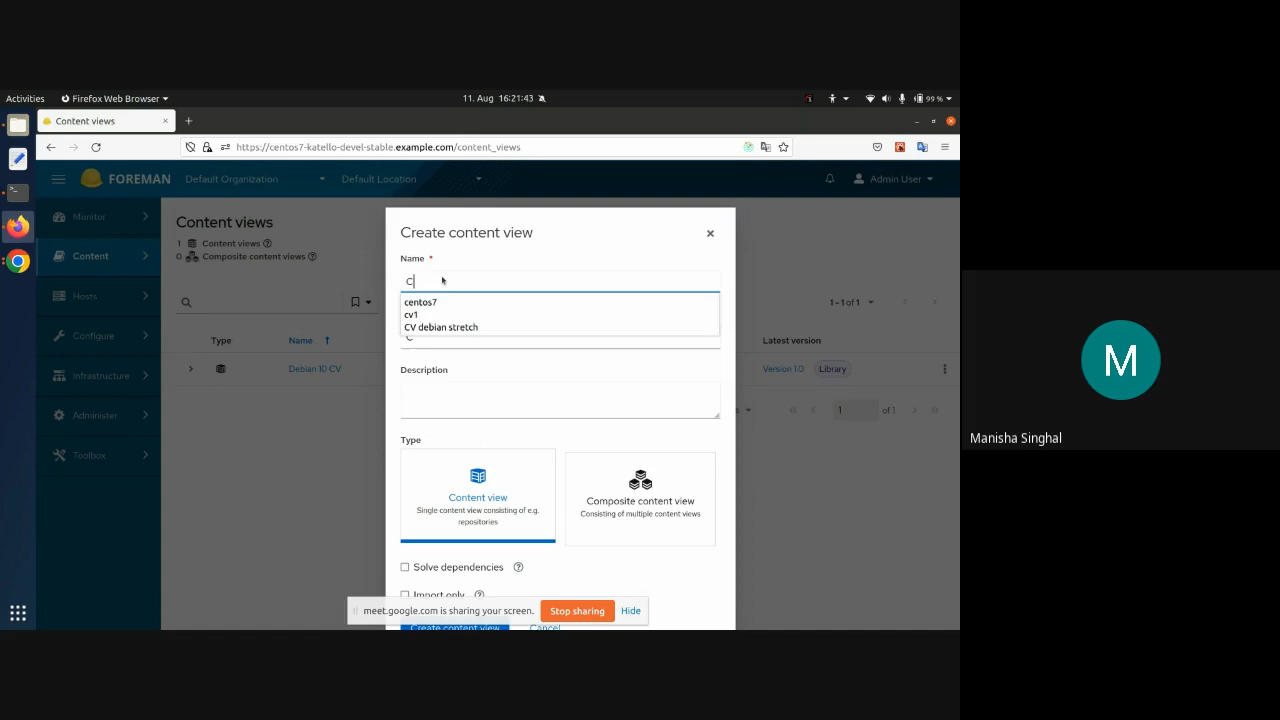 Activities
Firefox Web Browser
11. Aug 16:21:43
99 %
Content views
https://centos7-katello-devel-stable.example.com/content_views
FOREMAN
Default Organization
Default Location
Admin User
Monitor
Content
Hosts
Configure
Infrastructure
Administer
Toolbox
Content views
1 Content views
0 Composite content views
1 - 1 of 1
Type
Name
Latest version
Debian 10 CV
Version 1.0
Library
1
of 1
Create content view
Name *
C
centos7
cv1
CV debian stretch
C
Description
Type
Content view
Single content view consisting of e.g.
repositories
Composite content view
Consisting of multiple content views
Solve dependencies
Import only
meet.google.com is sharing your screen.
Stop sharing
Hide
Create content view
Cancel
M
Manisha Singhal